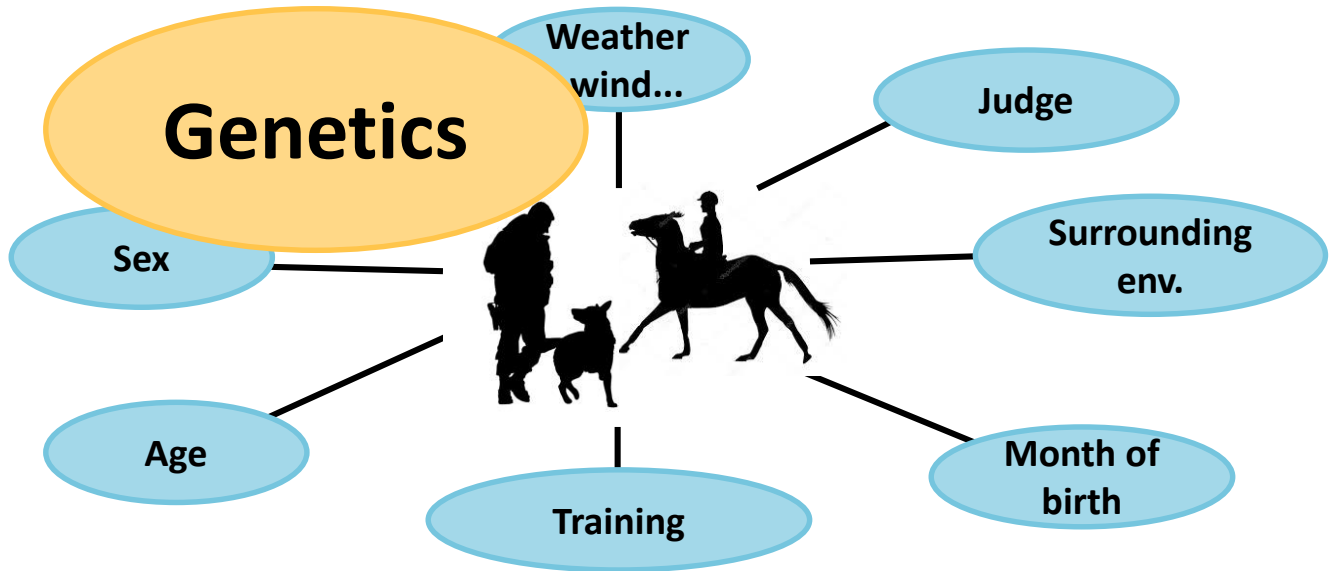 Weather
wind...
Genetics
Judge
Sex
Surrounding
env.
Age
Month of
birth
Training